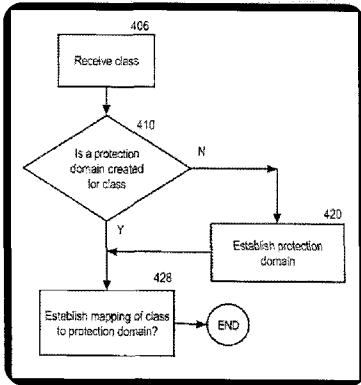 406
Receive class
410
Is a protection
domain created
for class
N
Y
420
Establish protection
domain
428
Establish mapping of class
to protection domain?
END